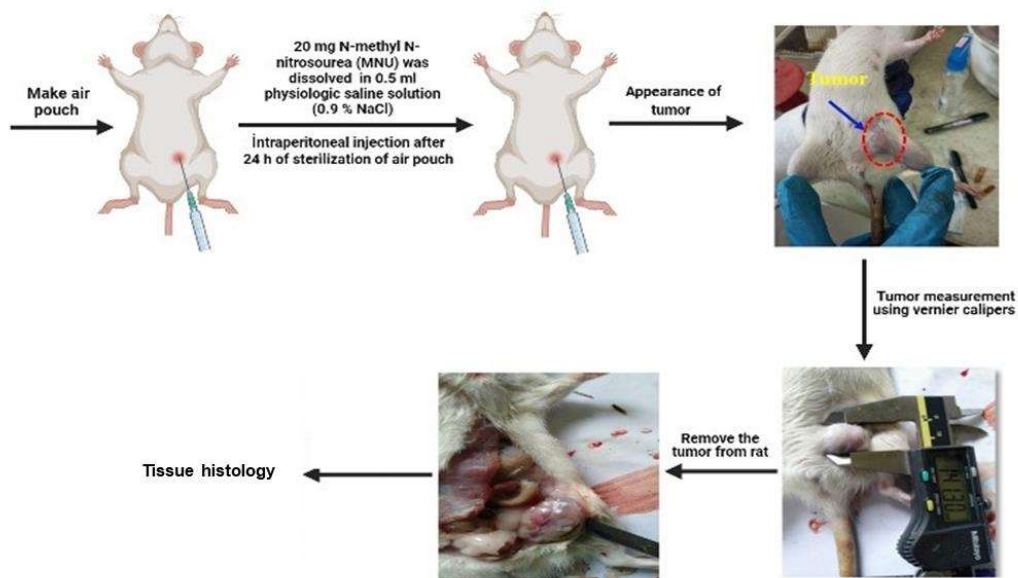 Make air
pouch
20 mg N-methyl N-
nitrosourea (MNU) was
dissolved in 0.5 ml
physiologic saline solution
(0.9 % NaCl)
İntraperitoneal injection after
24 h of sterilization of air pouch
Appearance of
tumor
Tumor
Tumor measurement
using vernier calipers
Remove the
tumor from rat
Tissue histology